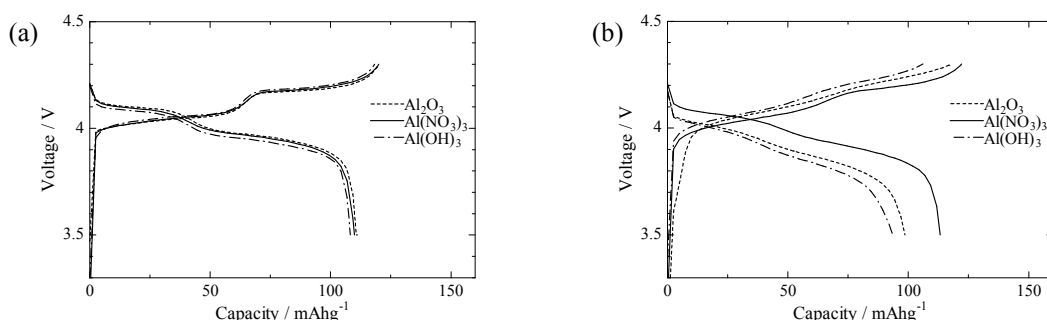 (a)
4.5
4
3.5
Voltage / V
Al2O3
Al(NO3)3
Al(OH)3
0 50 100 150
Capacity / mAhg-1
(b)
4.5
4
3.5
Voltage / V
Al2O3
Al(NO3)3
Al(OH)3
0 50 100 150
Capacity / mAhg-1